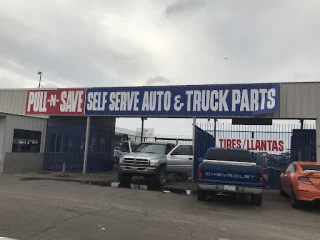 PULL-N-SAVE SELF SERVE AUTO & TRUCK PARTS
TIRES/LLANTAS
CHEVROLET